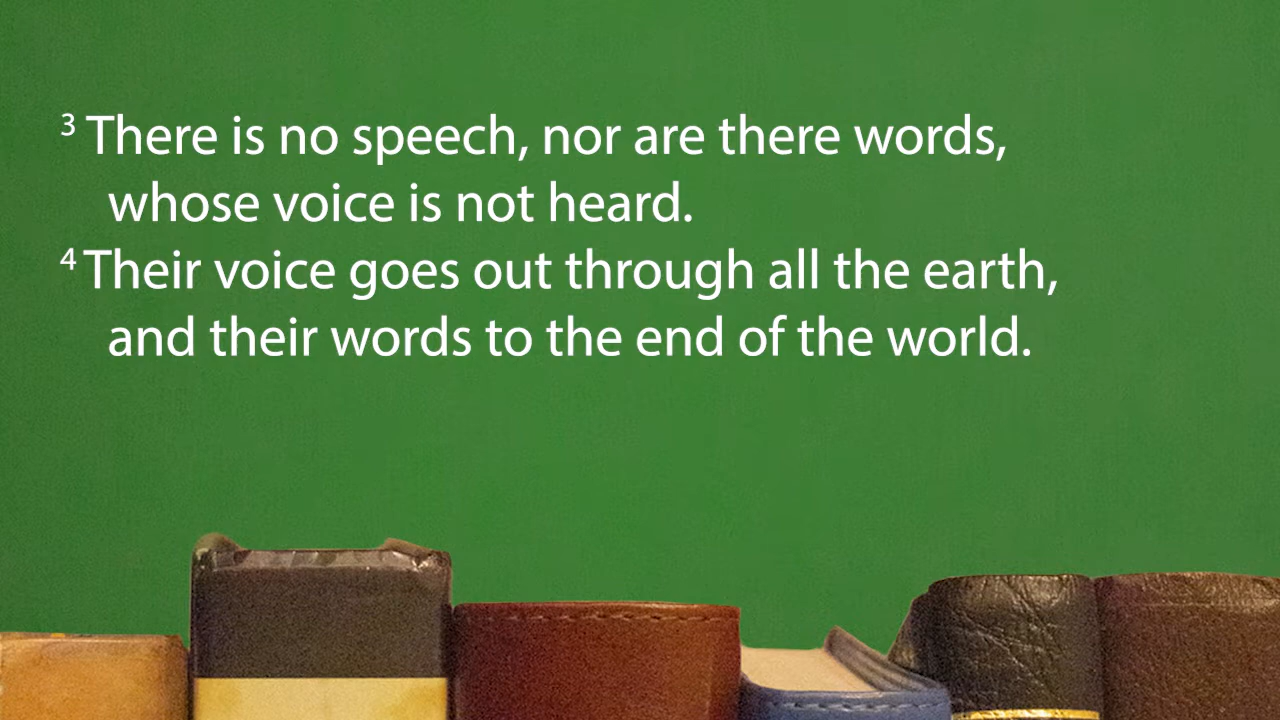 ³ There is no speech, nor are there words,
whose voice is not heard.
⁴ Their voice goes out through all the earth,
and their words to the end of the world.